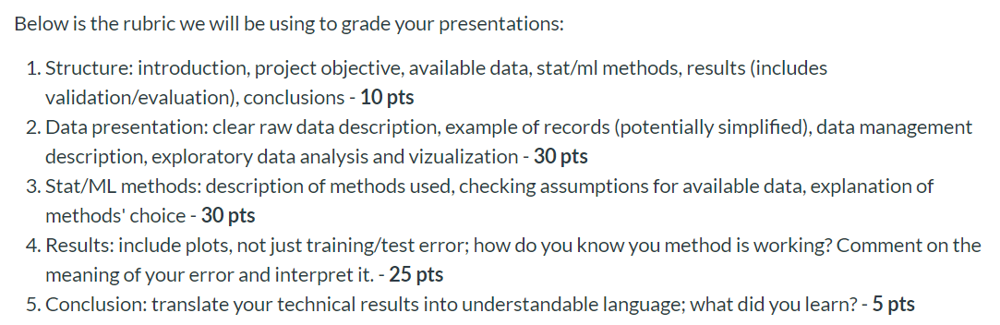 Below is the rubric we will be using to grade your presentations:
1. Structure: introduction, project objective, available data, stat/ml methods, results (includes
validation/evaluation), conclusions - 10 pts
2. Data presentation: clear raw data description, example of records (potentially simplified), data management
description, exploratory data analysis and vizualization - 30 pts
3. Stat/ML methods: description of methods used, checking assumptions for available data, explanation of
methods' choice - 30 pts
4. Results: include plots, not just training/test error; how do you know you method is working? Comment on the
meaning of your error and interpret it. - 25 pts
5. Conclusion: translate your technical results into understandable language; what did you learn? - 5 pts